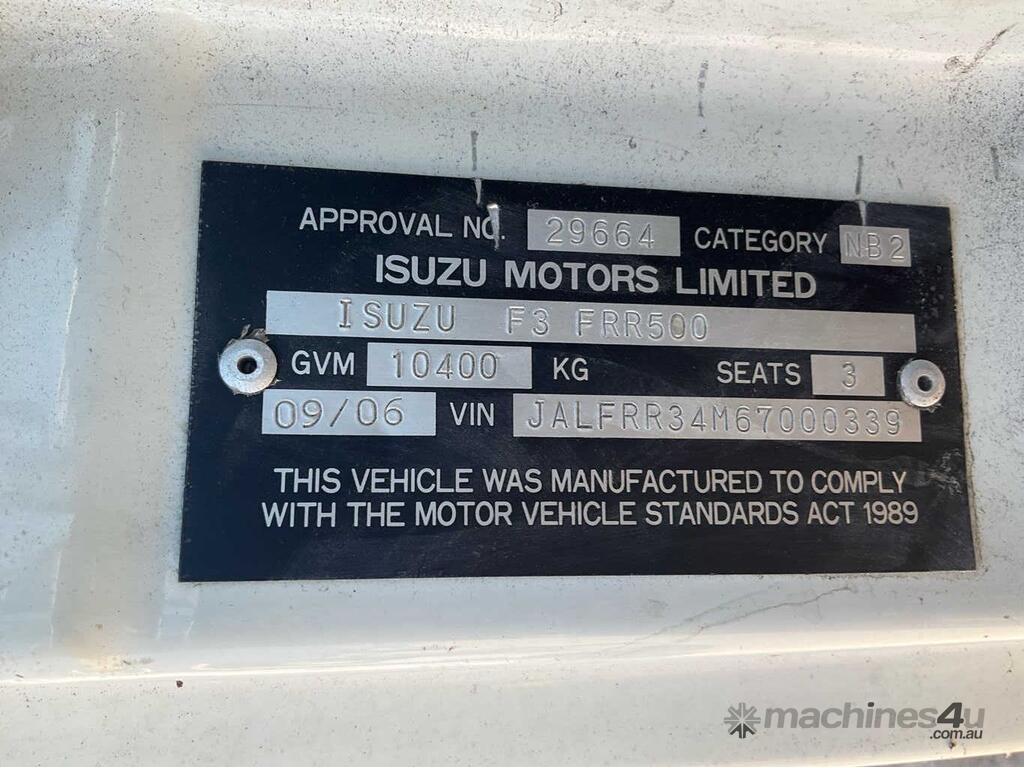 APPROVAL NO. 29664 CATEGORY NB2
ISUZU MOTORS LIMITED
ISUZU F3 FRR500
GVM 10400 KG SEATS 3
09/06 VIN JALFRR34M67000339
THIS VEHICLE WAS MANUFACTURED TO COMPLY
WITH THE MOTOR VEHICLE STANDARDS ACT 1989
machines4u
.com.au